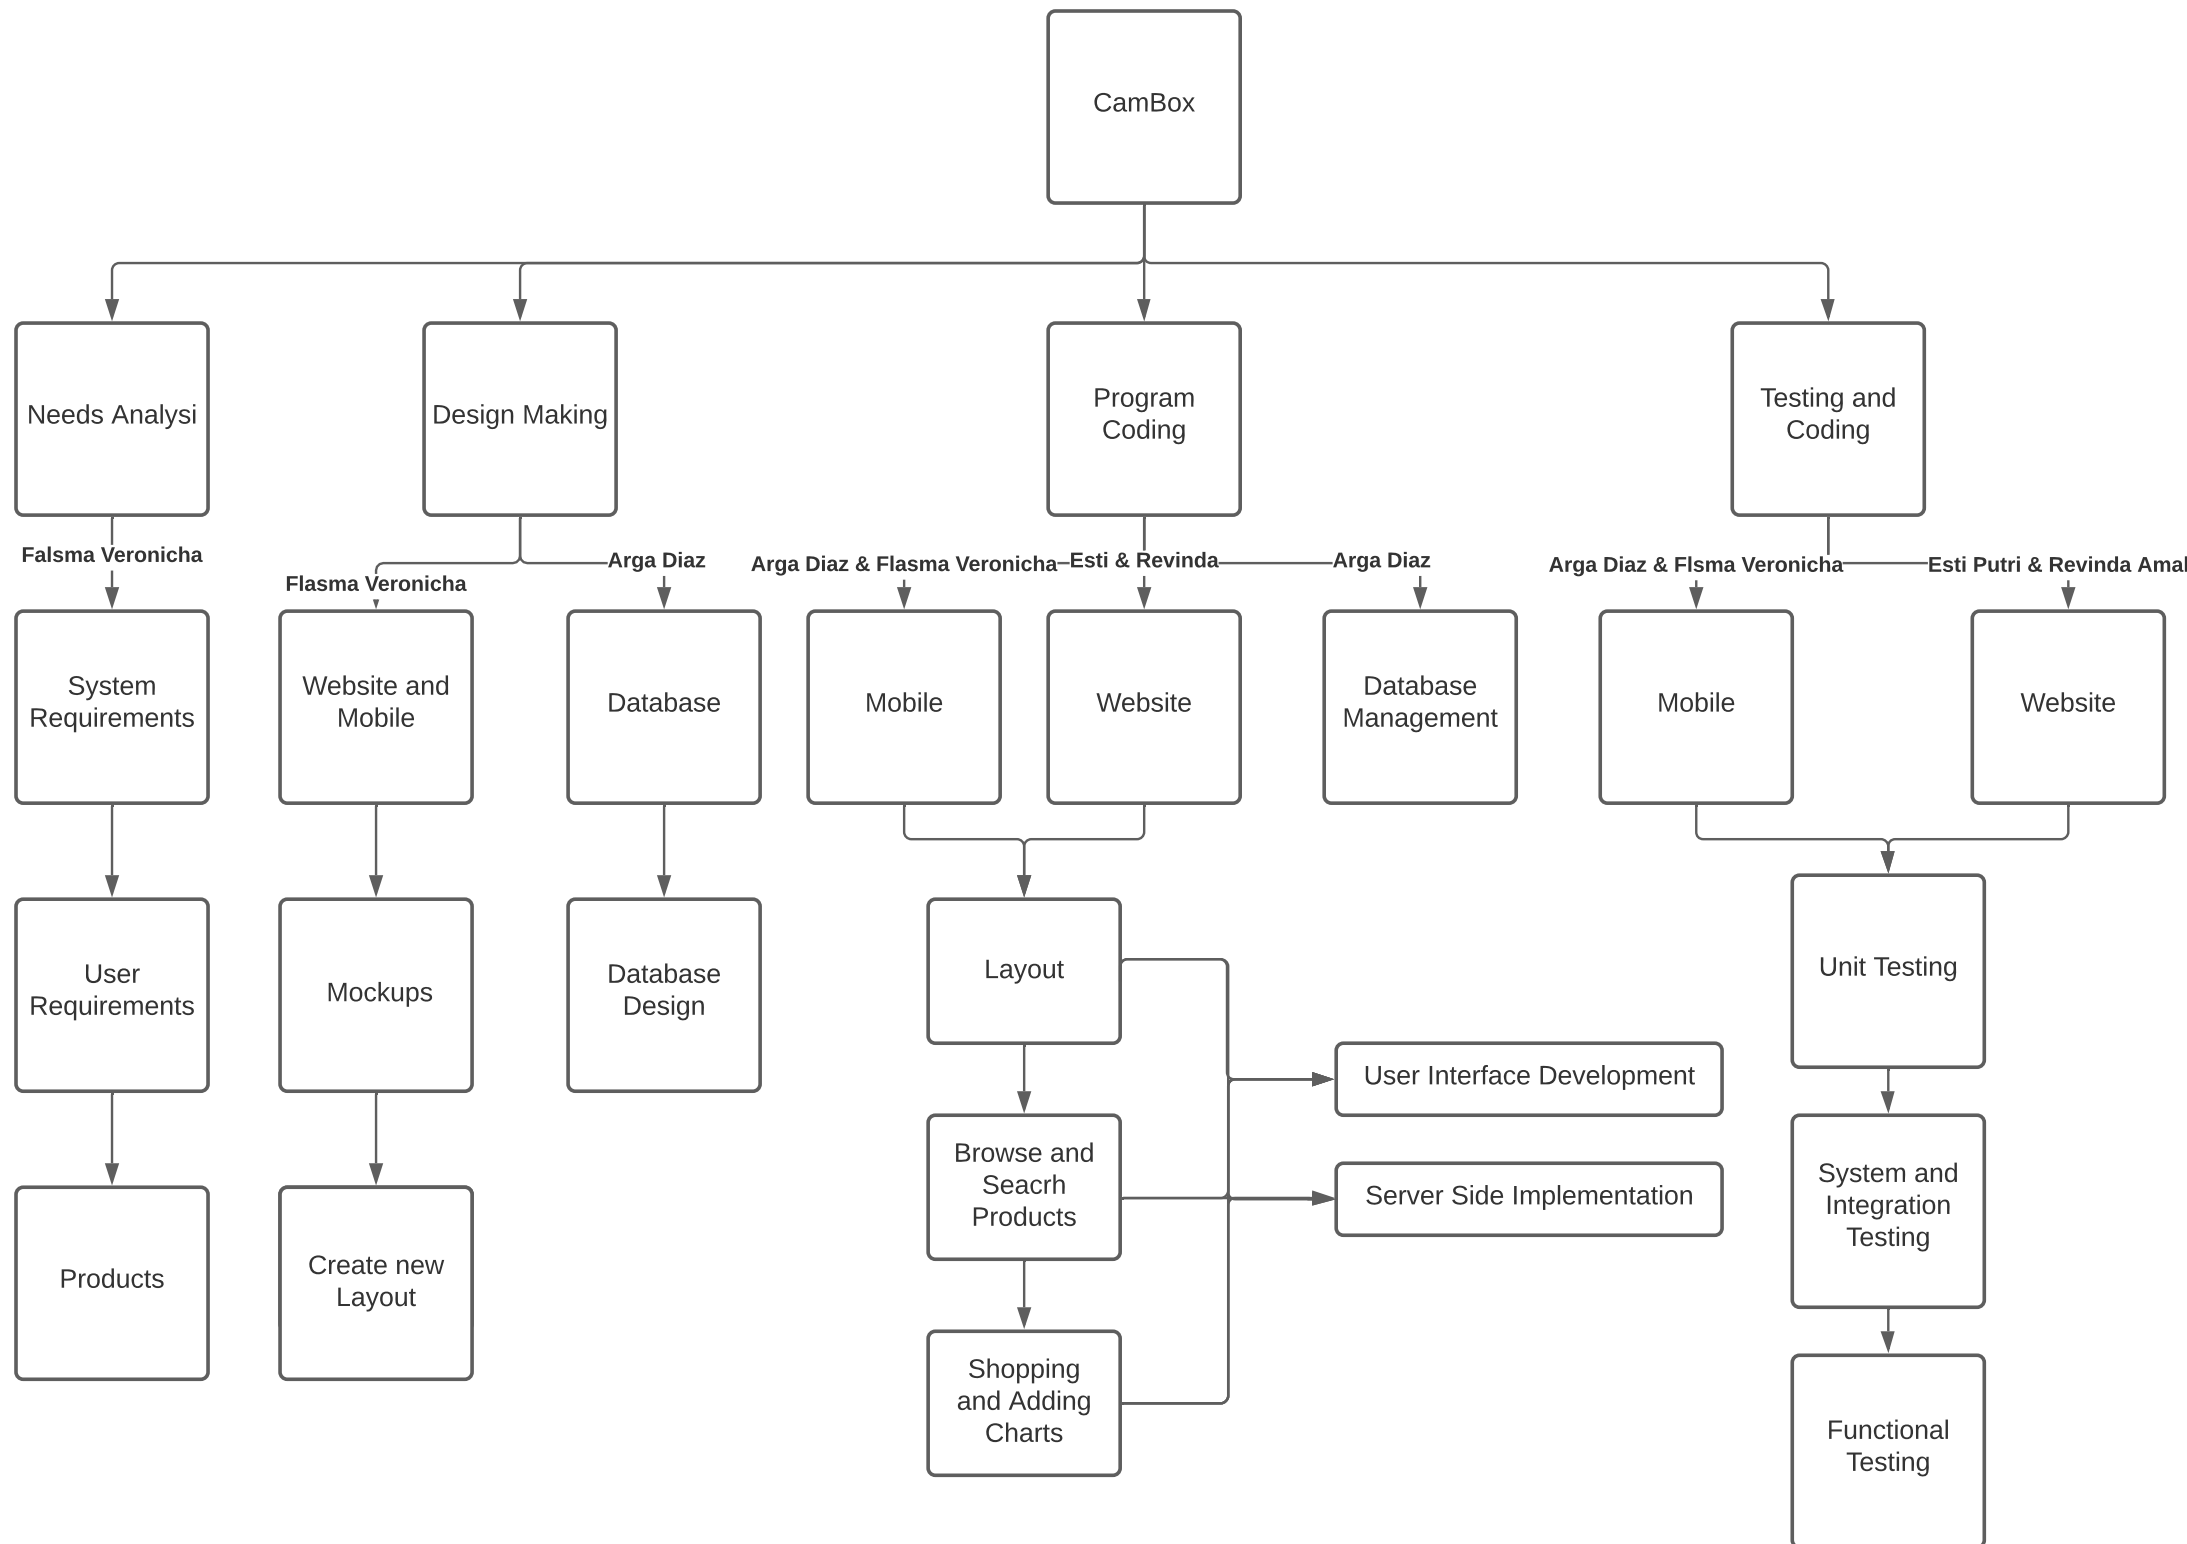 CamBox
Needs Analysi
Design Making
Program
Coding
Testing and
Coding
Falsma Veronicha
Flasma Veronicha
Arga Diaz
Arga Diaz & Flasma Veronicha
Esti & Revinda
Arga Diaz
Arga Diaz & Flsma Veronicha
Esti Putri & Revinda Amal
System
Requirements
Website and
Mobile
Database
Mobile
Website
Database
Management
Mobile
Website
User
Requirements
Mockups
Database
Design
Layout
Unit Testing
User Interface Development
Browse and
Seacrh
Products
Server Side Implementation
System and
Integration
Testing
Products
Create new
Layout
Shopping
and Adding
Charts
Functional
Testing